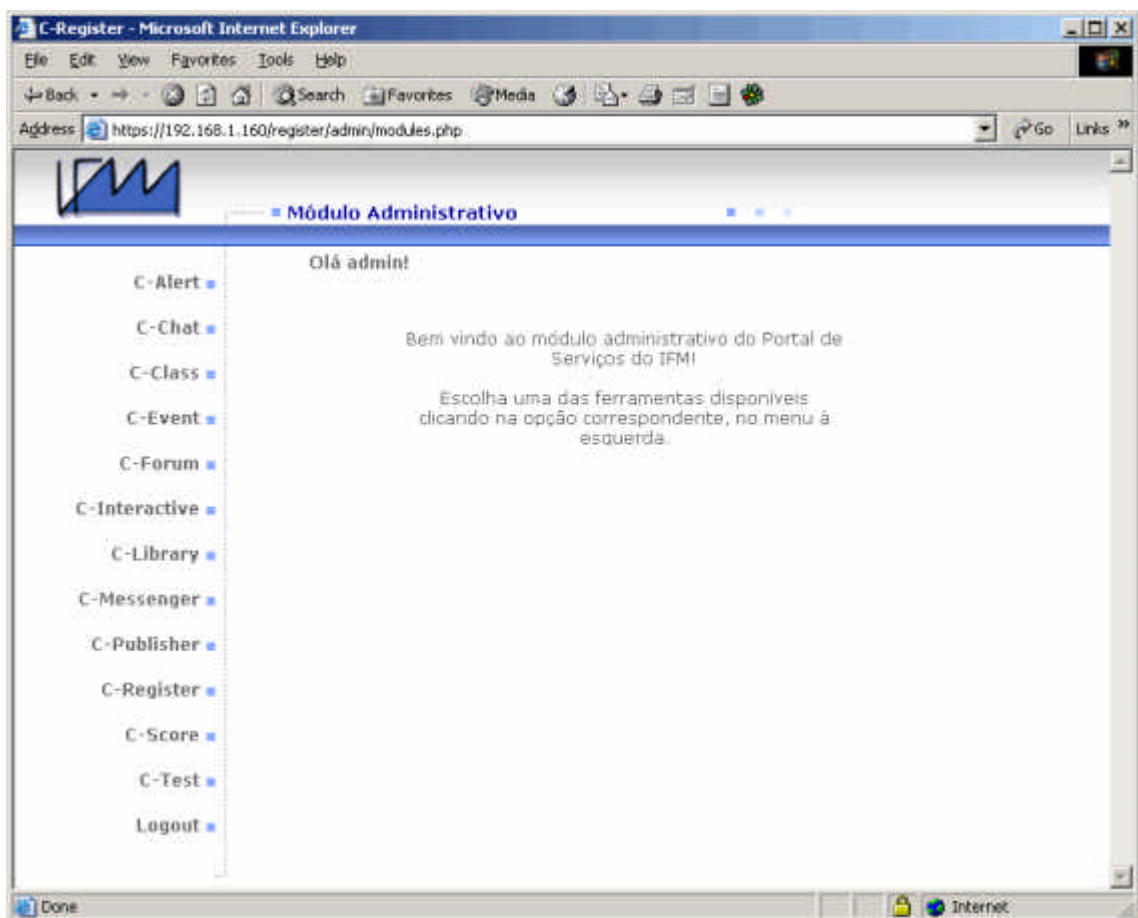 C-Register - Microsoft Internet Explorer
File Edit View Favorites Tools Help
Back Search Favorites Media
Address https://192.168.1.160/register/admin/modules.php Go Links »
IFM
Módulo Administrativo
Olá admin!
C-Alert
C-Chat
C-Class
C-Event
C-Forum
C-Interactive
C-Library
C-Messenger
C-Publisher
C-Register
C-Score
C-Test
Logout
Bem vindo ao módulo administrativo do Portal de
Serviços do IFM!
Escolha uma das ferramentas disponíveis
clicando na opção correspondente, no menu à
esquerda.
Done Internet